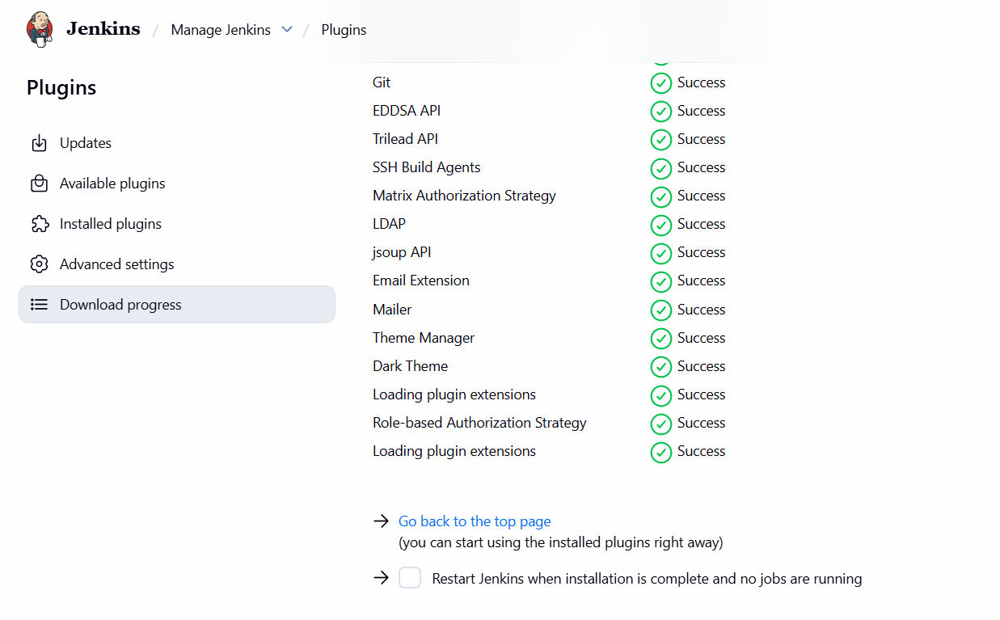 Jenkins / Manage Jenkins / Plugins
Plugins
Updates
Available plugins
Installed plugins
Advanced settings
Download progress
Git Success
EDDSA API Success
Trilead API Success
SSH Build Agents Success
Matrix Authorization Strategy Success
LDAP Success
jsoup API Success
Email Extension Success
Mailer Success
Theme Manager Success
Dark Theme Success
Loading plugin extensions Success
Role-based Authorization Strategy Success
Loading plugin extensions Success
Go back to the top page
(you can start using the installed plugins right away)
Restart Jenkins when installation is complete and no jobs are running